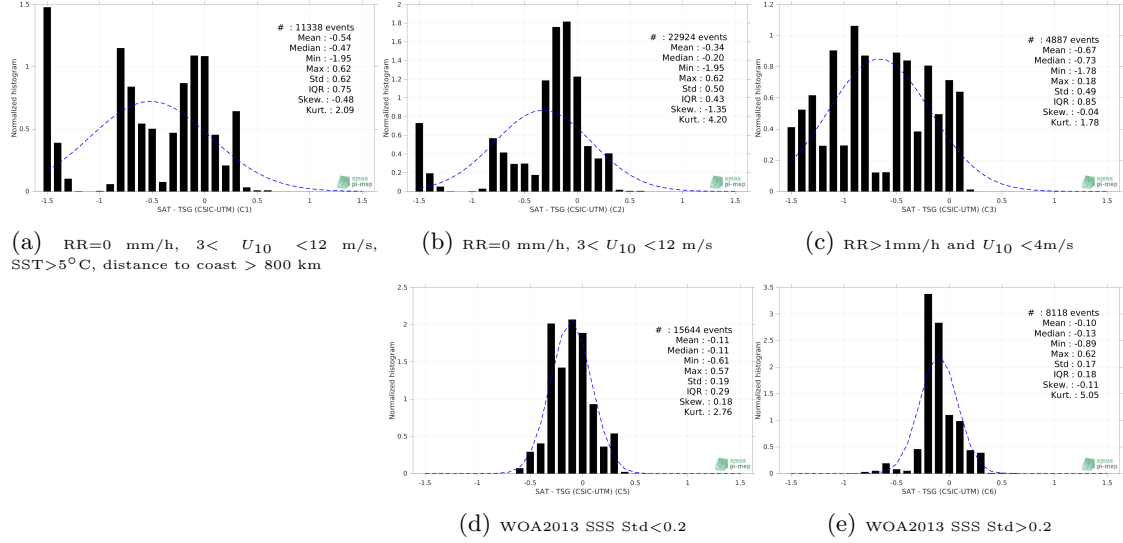 Normalized histogram
1.4
1.2
1
0.8
0.6
0.4
0.2
0
-1.5 -1 -0.5 0 0.5 1 1.5
SAT - TSG (CSIC-UTM) (C1)
# : 11338 events
Mean : -0.54
Median : -0.47
Min : -1.95
Max : 0.62
Std : 0.62
IQR : 0.75
Skew. : -0.48
Kurt. : 2.09
smos
pi-mep
(a) RR=0 mm/h, 3< U10 <12 m/s,
SST>5°C, distance to coast > 800 km
Normalized histogram
2
1.8
1.6
1.4
1.2
1
0.8
0.6
0.4
0.2
0
-1.5 -1 -0.5 0 0.5 1 1.5
SAT - TSG (CSIC-UTM) (C2)
# : 22924 events
Mean : -0.34
Median : -0.20
Min : -1.95
Max : 0.62
Std : 0.50
IQR : 0.43
Skew. : -1.35
Kurt. : 4.20
smos
pi-mep
(b) RR=0 mm/h, 3< U10 <12 m/s
Normalized histogram
1.2
1
0.8
0.6
0.4
0.2
0
-1.5 -1 -0.5 0 0.5 1 1.5
SAT - TSG (CSIC-UTM) (C3)
# : 4887 events
Mean : -0.67
Median : -0.73
Min : -1.78
Max : 0.18
Std : 0.49
IQR : 0.85
Skew. : -0.04
Kurt. : 1.78
smos
pi-mep
(c) RR>1mm/h and U10 <4m/s
Normalized histogram
2.5
2
1.5
1
0.5
0
-1.5 -1 -0.5 0 0.5 1 1.5
SAT - TSG (CSIC-UTM) (C5)
# : 15644 events
Mean : -0.11
Median : -0.11
Min : -0.61
Max : 0.57
Std : 0.19
IQR : 0.29
Skew. : 0.18
Kurt. : 2.76
smos
pi-mep
(d) WOA2013 SSS Std<0.2
Normalized histogram
3.5
3
2.5
2
1.5
1
0.5
0
-1.5 -1 -0.5 0 0.5 1 1.5
SAT - TSG (CSIC-UTM) (C6)
# : 8118 events
Mean : -0.10
Median : -0.13
Min : -0.89
Max : 0.62
Std : 0.17
IQR : 0.18
Skew. : -0.11
Kurt. : 5.05
smos
pi-mep
(e) WOA2013 SSS Std>0.2